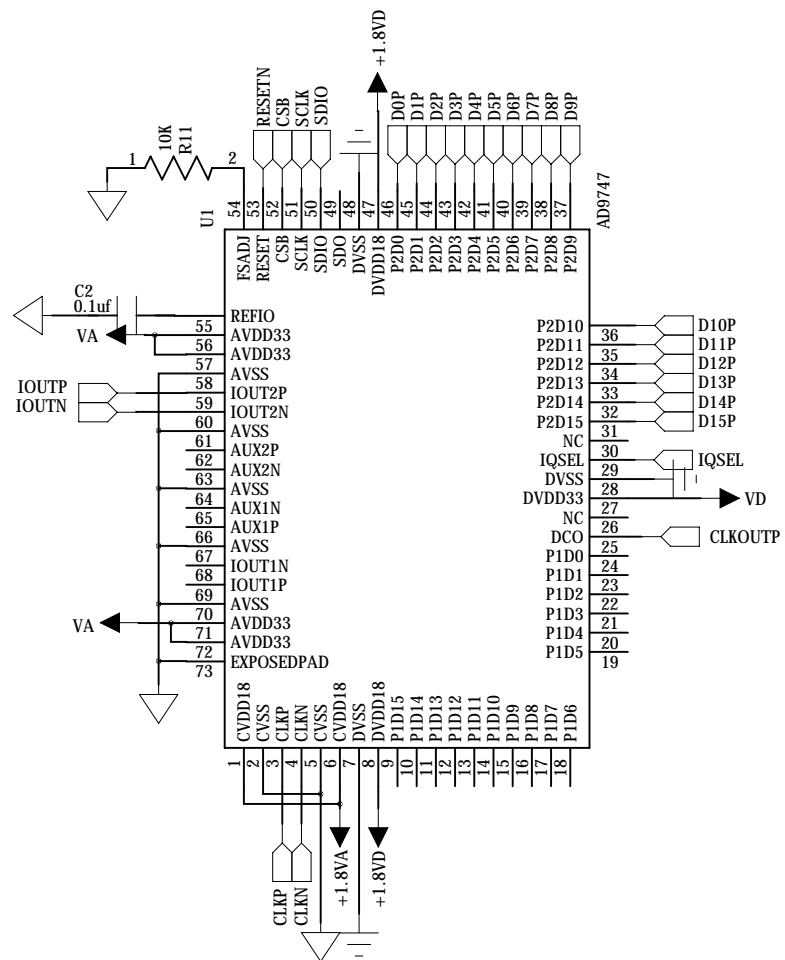 +1.8VD
RESETN
CSB
SCLK
SDIO
D0P
D1P
D2P
D3P
D4P
D5P
D6P
D7P
D8P
D9P
10K
R11
1
2
U1
AD9747
54
53
52
51
50
49
48
47
46
45
44
43
42
41
40
39
38
37
FSADJ
RESET
CSB
SCLK
SDIO
SDO
DVSS
DVDD18
P2D0
P2D1
P2D2
P2D3
P2D4
P2D5
P2D6
P2D7
P2D8
P2D9
C2
0.1uf
VA
IOUTP
IOUTN
VA
55 REFIO
56 AVDD33
57 AVDD33
58 AVSS
59 IOUT2P
60 IOUT2N
61 AVSS
62 AUX2P
63 AUX2N
64 AVSS
65 AUX1N
66 AUX1P
67 AVSS
68 IOUT1N
69 IOUT1P
70 AVSS
71 AVDD33
72 AVDD33
73 EXPOSEDPAD
P2D10 36 D10P
P2D11 35 D11P
P2D12 34 D12P
P2D13 33 D13P
P2D14 32 D14P
P2D15 31 D15P
NC 30
IQSEL 29 IQSEL
DVSS 28
DVDD33 27 VD
NC 26
DCO 25 CLKOUTP
P1D0 24
P1D1 23
P1D2 22
P1D3 21
P1D4 20
P1D5 19
CVDD18
CVSS
CLKP
CLKN
CVSS
CVDD18
DVSS
DVDD18
P1D15
P1D14
P1D13
P1D12
P1D11
P1D10
P1D9
P1D8
P1D7
P1D6
1
2
3
4
5
6
7
8
9
10
11
12
13
14
15
16
17
18
CLKP
CLKN
+1.8VA
+1.8VD